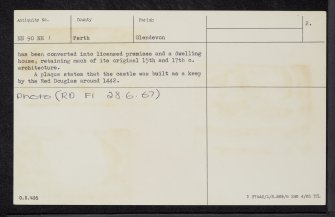 Antiquity No. County Parish
NN 90 NE 1 Perth Glendevon 2.
has been converted into licensed premises and a dwelling
house, retaining much of its original 15th and 17th c.
architecture.
A plaque states that the castle was built as a keep
by the Red Douglas around 1442.
PHOTO (RD F1 28.6.67)
O.S.486